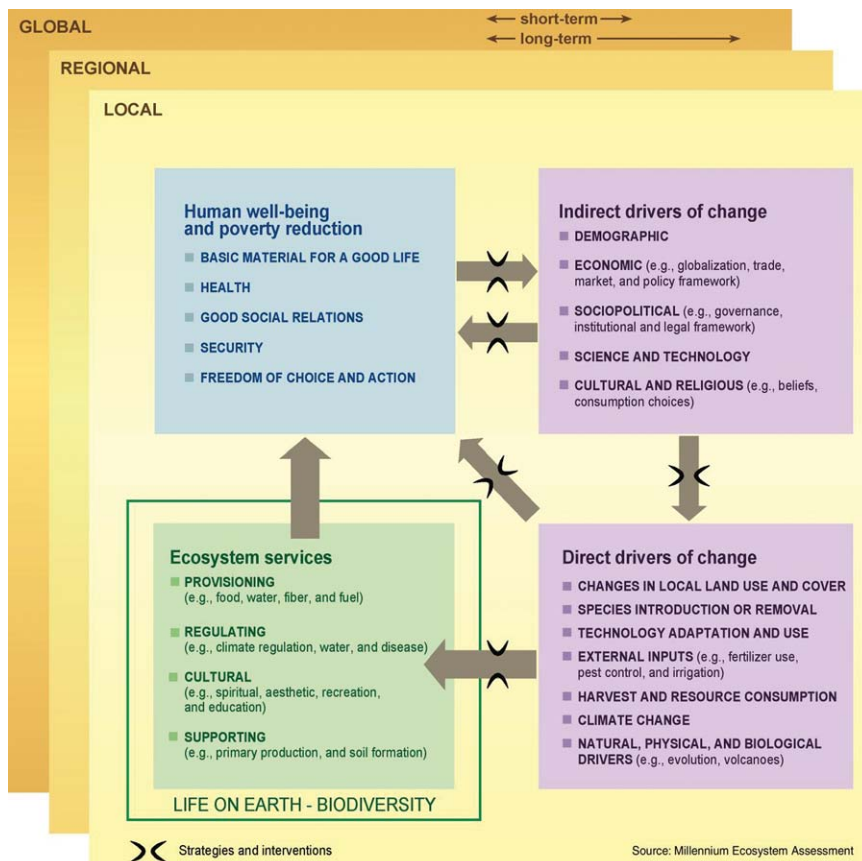 GLOBAL
short-term
long-term
REGIONAL
LOCAL
Human well-being
and poverty reduction
BASIC MATERIAL FOR A GOOD LIFE
HEALTH
GOOD SOCIAL RELATIONS
SECURITY
FREEDOM OF CHOICE AND ACTION
Indirect drivers of change
DEMOGRAPHIC
ECONOMIC (e.g., globalization, trade,
market, and policy framework)
SOCIOPOLITICAL (e.g., governance,
institutional and legal framework)
SCIENCE AND TECHNOLOGY
CULTURAL AND RELIGIOUS (e.g., beliefs,
consumption choices)
Ecosystem services
PROVISIONING
(e.g., food, water, fiber, and fuel)
REGULATING
(e.g., climate regulation, water, and disease)
CULTURAL
(e.g., spiritual, aesthetic, recreation,
and education)
SUPPORTING
(e.g., primary production, and soil formation)
LIFE ON EARTH - BIODIVERSITY
Direct drivers of change
CHANGES IN LOCAL LAND USE AND COVER
SPECIES INTRODUCTION OR REMOVAL
TECHNOLOGY ADAPTATION AND USE
EXTERNAL INPUTS (e.g., fertilizer use,
pest control, and irrigation)
HARVEST AND RESOURCE CONSUMPTION
CLIMATE CHANGE
NATURAL, PHYSICAL, AND BIOLOGICAL
DRIVERS (e.g., evolution, volcanoes)
Strategies and interventions
Source: Millennium Ecosystem Assessment